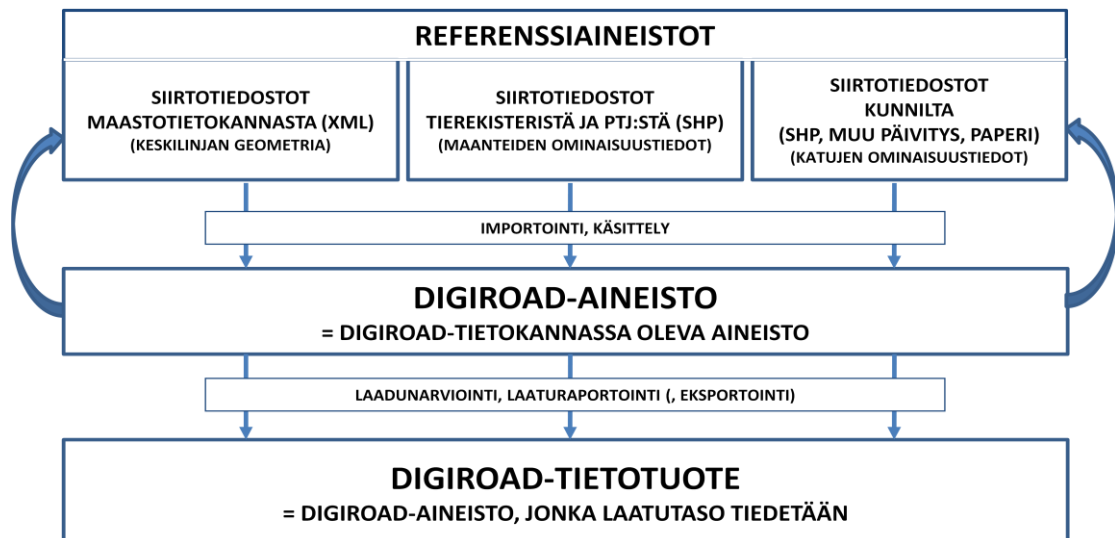 REFERENSSIAINEISTOT
SIIRTOTIEDOSTOT
MAASTOTIETOKANNASTA (XML)
(KESKILINJAN GEOMETRIA)
SIIRTOTIEDOSTOT
TIEREKISTERISTÄ JA PTJ:STÄ (SHP)
(MAANTEIDEN OMINAISUUSTIEDOT)
SIIRTOTIEDOSTOT
KUNNILTA
(SHP, MUU PÄIVITYS, PAPERI)
(KATUJEN OMINAISUUSTIEDOT)
IMPORTOINTI, KÄSITTELY
DIGIROAD-AINEISTO
= DIGIROAD-TIETOKANNASSA OLEVA AINEISTO
LAADUNARVIOINTI, LAATURAPORTOINTI (, EKSPORTOINTI)
DIGIROAD-TIETOTUOTE
= DIGIROAD-AINEISTO, JONKA LAATUTASO TIEDETÄÄN